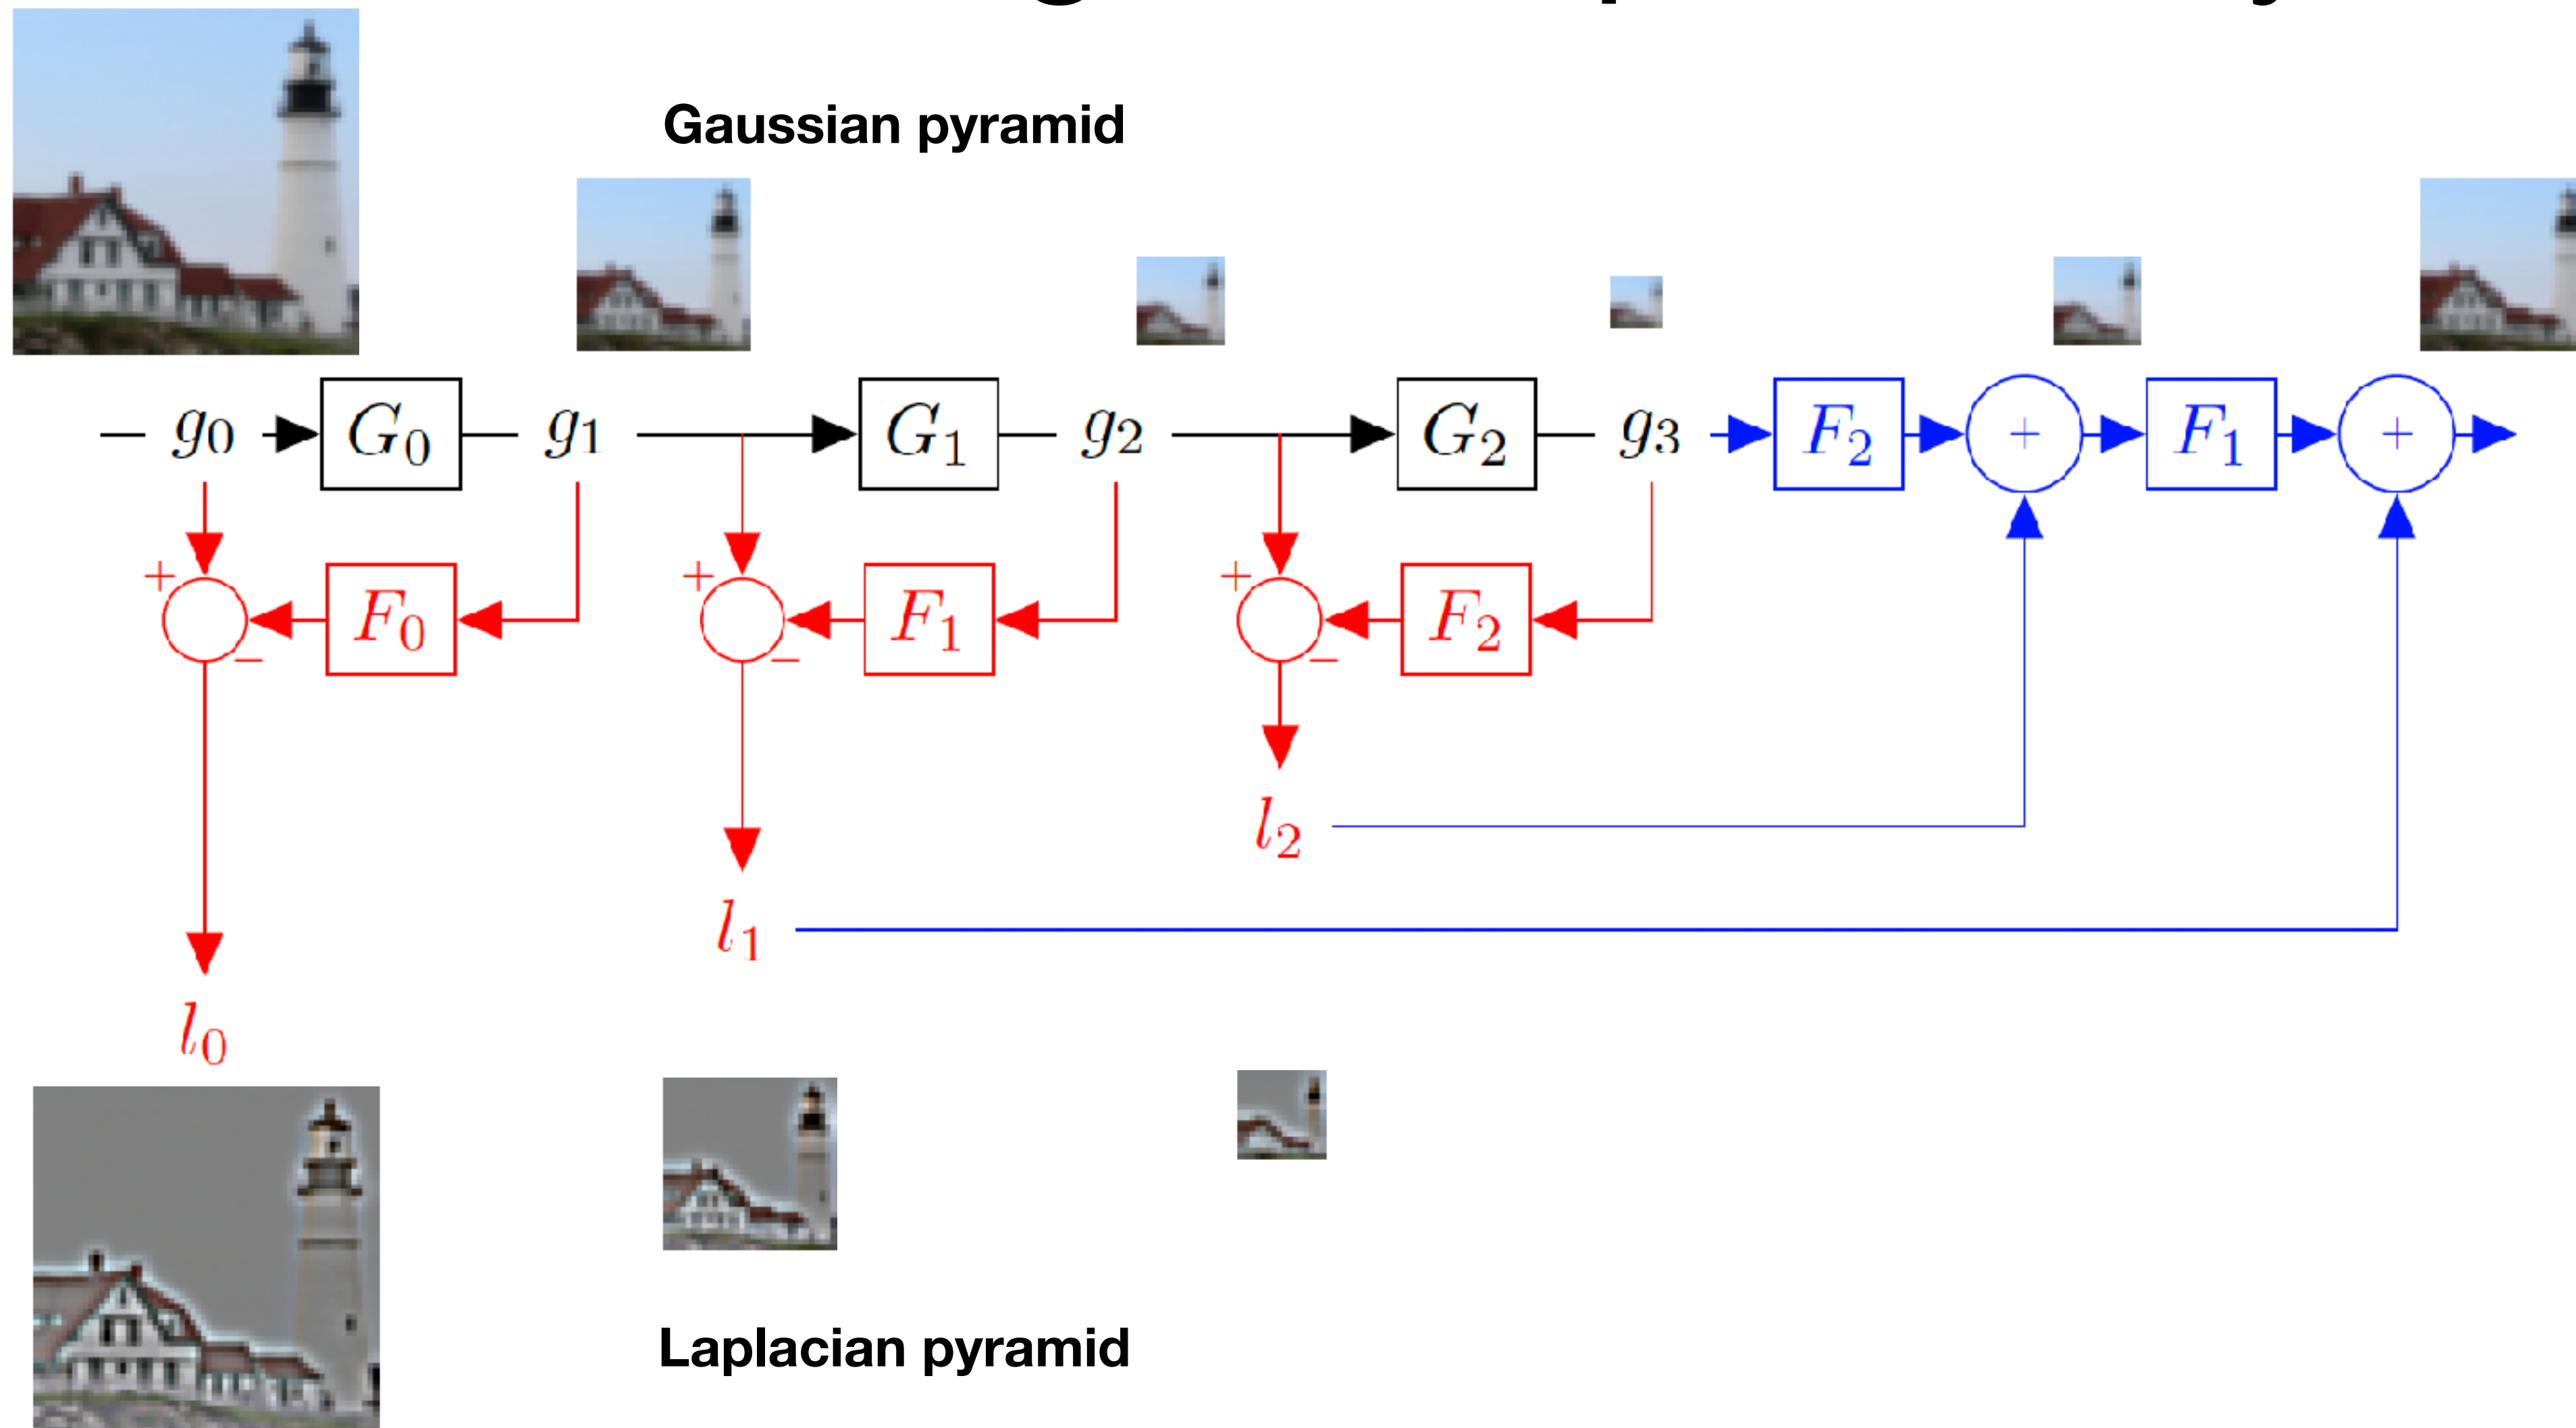 Gaussian pyramid
g0 G0 g1 G1 g2 G2 g3 F2 + F1 +
+ F0 − + F1 − + F2 −
l2
l1
l0
Laplacian pyramid